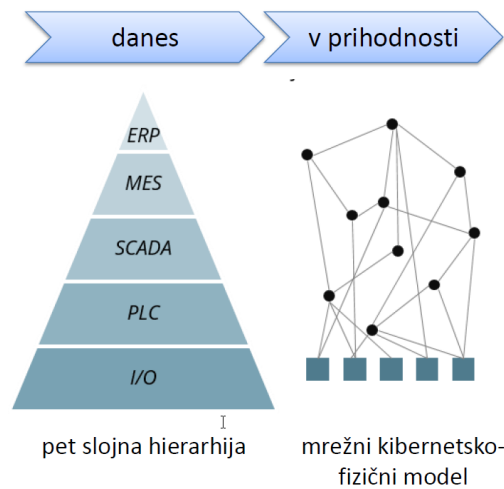 danes
v prihodnosti
ERP
MES
SCADA
PLC
I/O
pet slojna hierarhija
mrežni kibernetsko-
fizični model